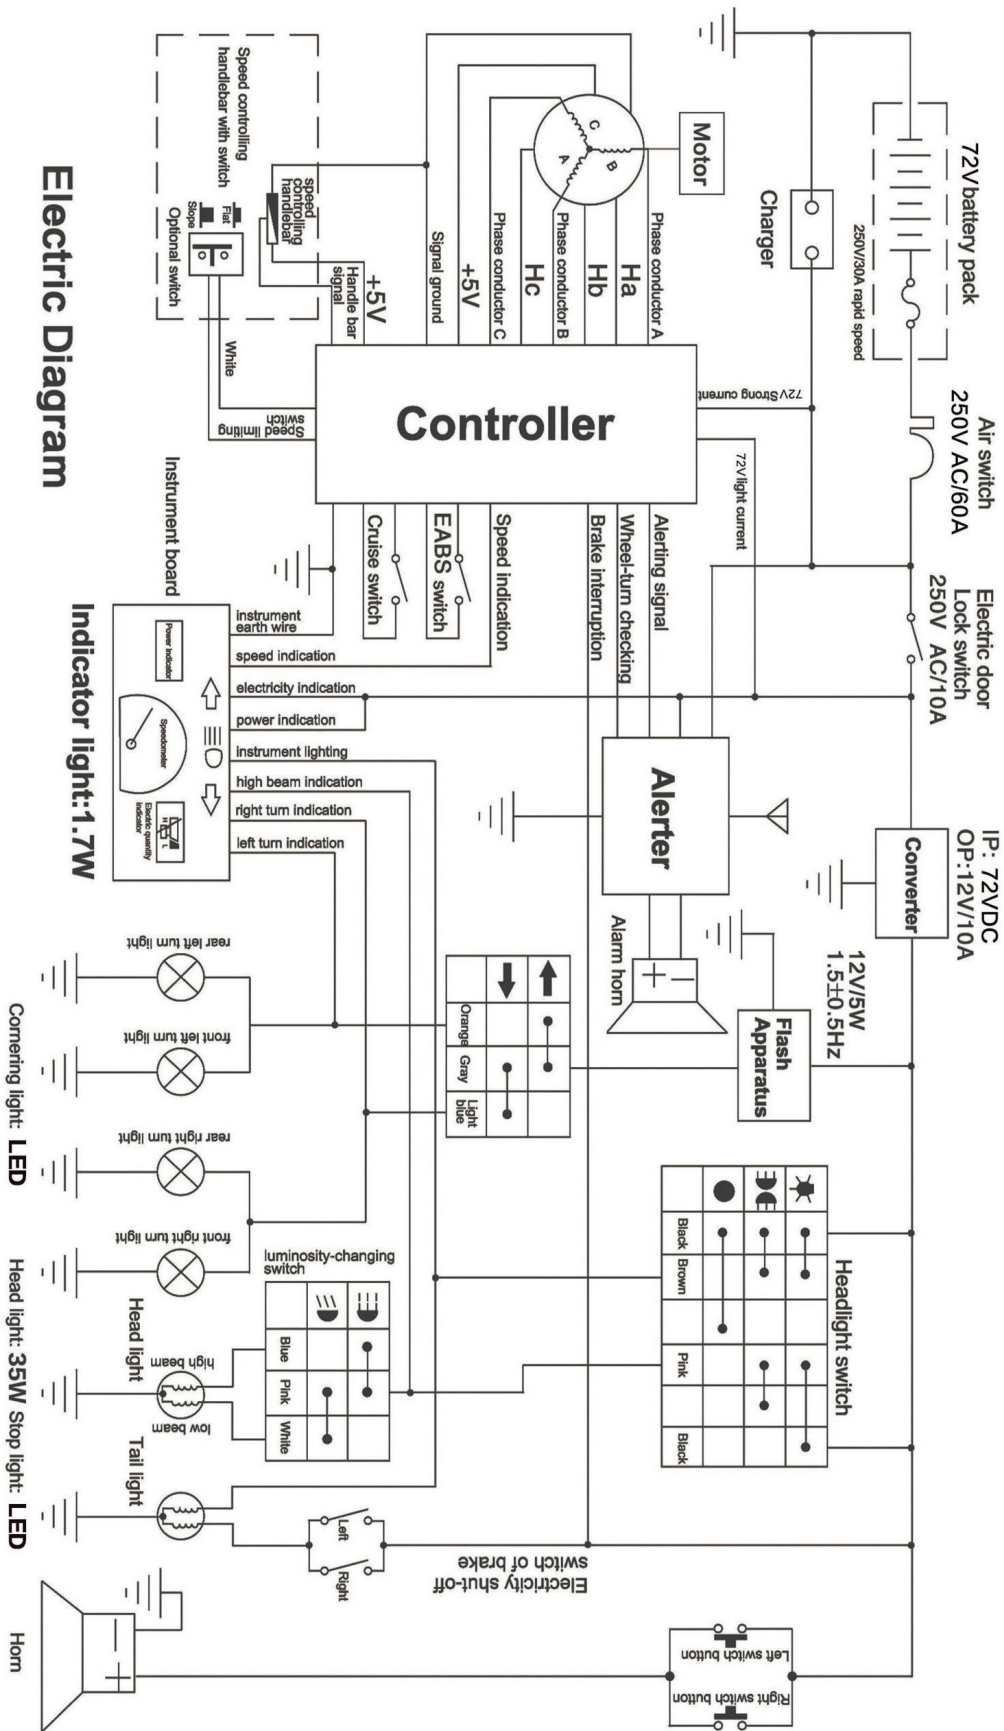 72V battery pack
250V/30A rapid speed
Air switch
250V AC/60A
Electric door
Lock switch
250V AC/10A
IP: 72VDC
OP:12V/10A
Converter
Charger
Motor
A
B
C
Phase conductor A
Ha
Hb
Phase conductor B
Hc
Phase conductor C
+5V
Signal ground
+5V
Handle bar
signal
Controller
72V Strong current
72V light current
Speed controlling
handlebar with switch
speed
controlling
handlebar
Flat
Slope
Optional switch
White
Speed limiting
switch
Alerting signal
Wheel-turn checking
Brake interruption
Speed indication
EABS switch
Cruise switch
Alerter
Alarm horn
+ −
12V/5W
1.5±0.5Hz
Flash
Apparatus
Orange
Gray
Light
blue
Headlight switch
Black
Brown
Pink
Black
Instrument board
instrument
earth wire
speed indication
electricity indication
power indication
instrument lighting
high beam indication
right turn indication
left turn indication
Power indicator
Speedometer
Electric quantity
indicator
H L
Indicator light:1.7W
luminosity-changing
switch
Blue
Pink
White
rear left turn light
front left turn light
rear right turn light
front right turn light
Head light
high beam
low beam
Tail light
Left
Right
Electricity shut-off
switch of brake
Left switch button
Right switch button
− +
Horn
Cornering light: LED
Head light: 35W Stop light: LED
Electric Diagram